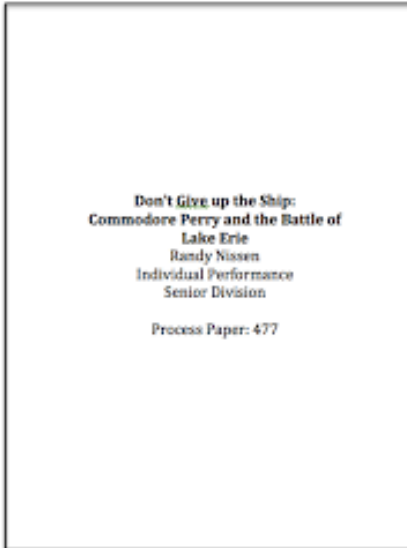 Don't Give up the Ship:
Commodore Perry and the Battle of
Lake Erie
Randy Nissen
Individual Performance
Senior Division
Process Paper: 477